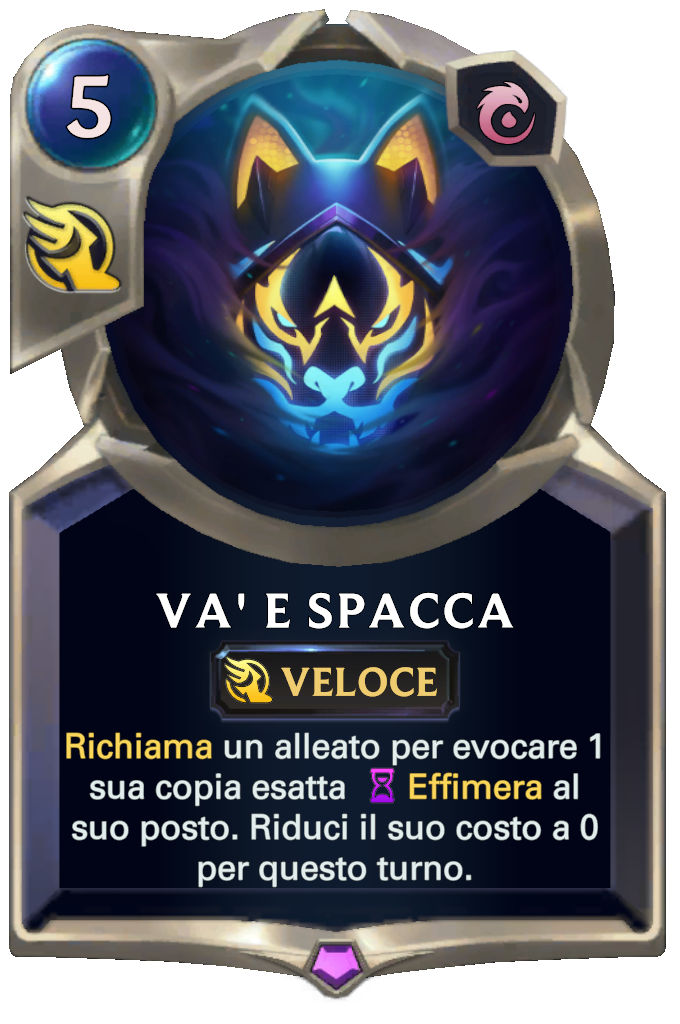 5
VA' E SPACCA
VELOCE
Richiama un alleato per evocare 1
sua copia esatta Effimera al
suo posto. Riduci il suo costo a 0
per questo turno.